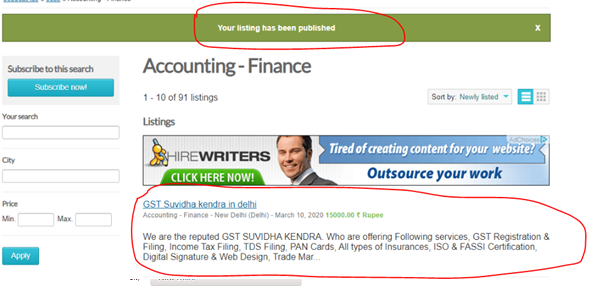 Accounting - Finance
Your listing has been published
X
Subscribe to this search
Subscribe now!
Your search
City
Price
Min.
Max.
Apply
Accounting - Finance
1 - 10 of 91 listings
Sort by: Newly listed
Listings
HIREWRITERS
CLICK HERE NOW!
Tired of creating content for your website?
Outsource your work
AdChoices
GST Suvidha kendra in delhi
Accounting - Finance - New Delhi (Delhi) - March 10, 2020 15000.00 ₹ Rupee
We are the reputed GST SUVIDHA KENDRA. Who are offering Following services, GST Registration &
Filing, Income Tax Filing, TDS Filing, PAN Cards, All types of Insurances, ISO & FASSI Certification,
Digital Signature & Web Design, Trade Mar...